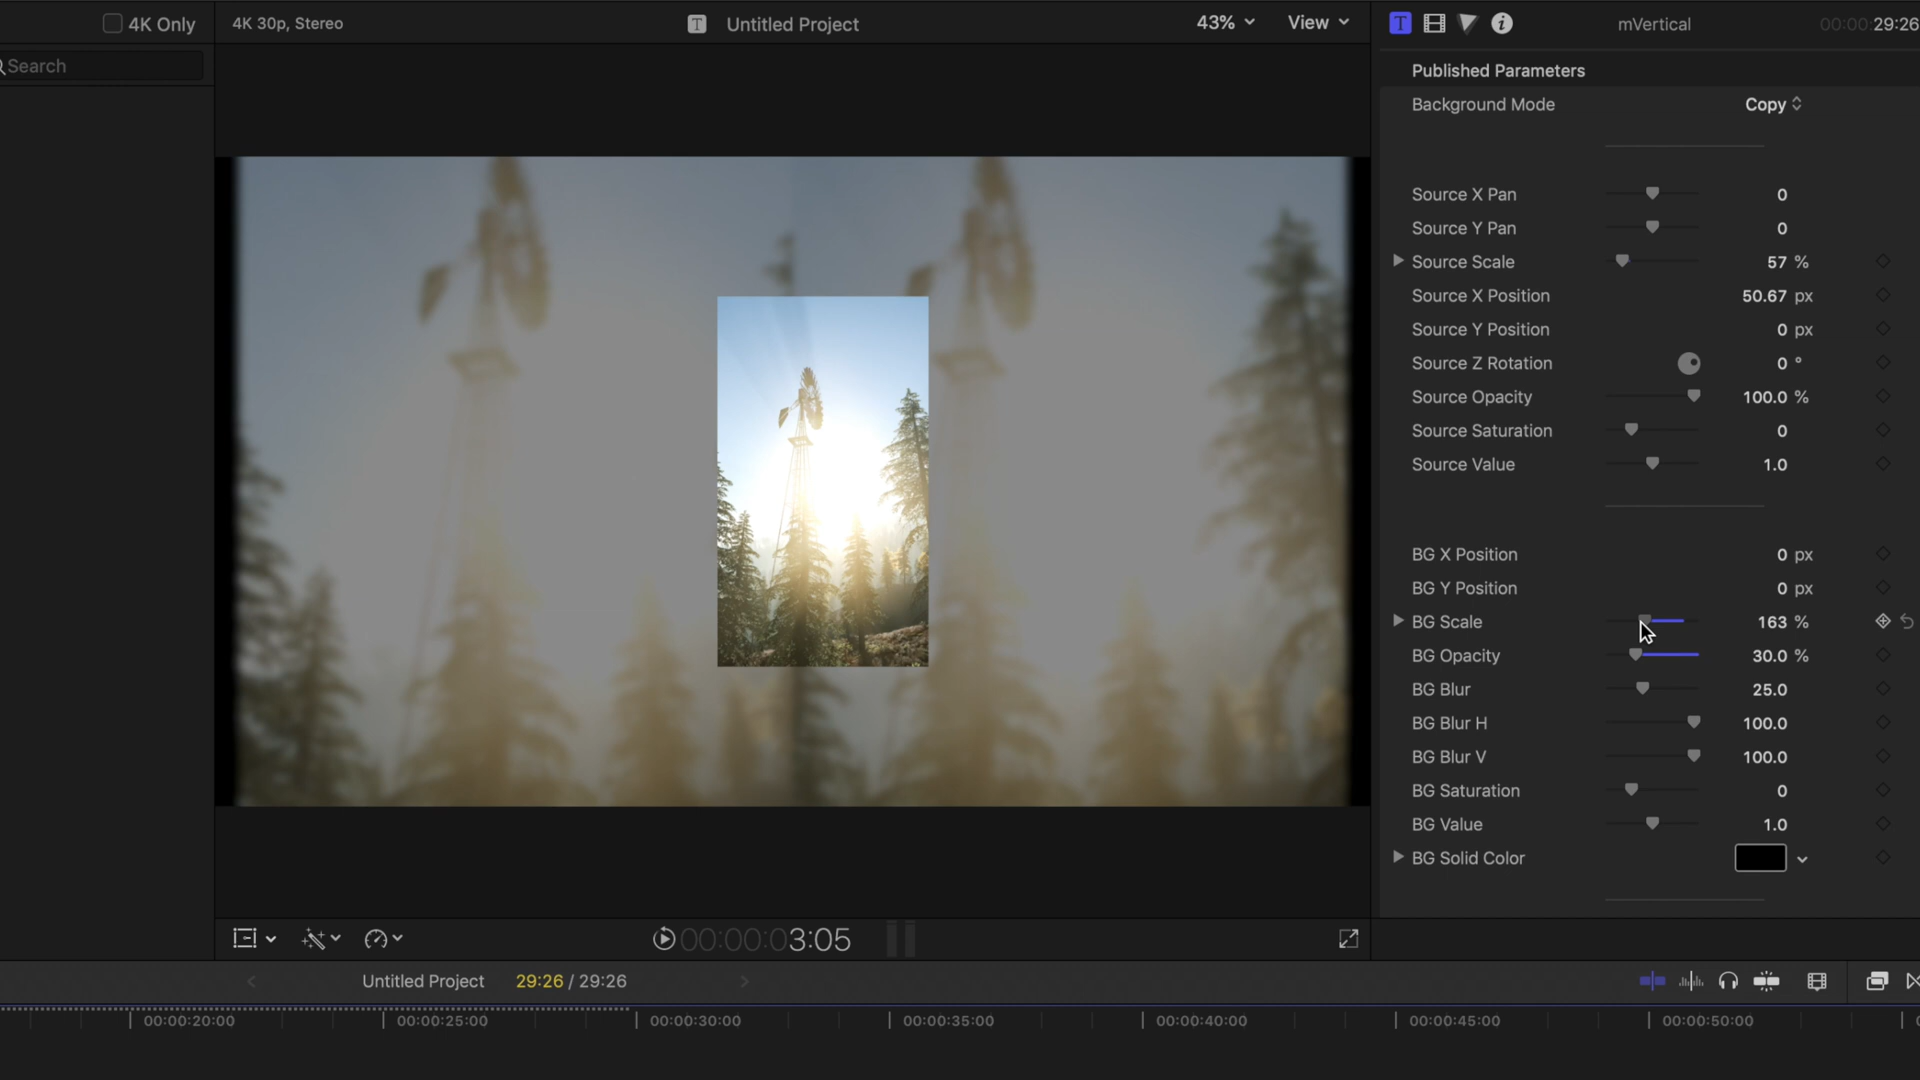 4K Only
4K 30p, Stereo
T
Untitled Project
43%
View
T
i
mVertical
00:00:29:26
Search
Published Parameters
Background Mode Copy
Source X Pan 0
Source Y Pan 0
Source Scale 57 %
Source X Position 50.67 px
Source Y Position 0 px
Source Z Rotation 0 °
Source Opacity 100.0 %
Source Saturation 0
Source Value 1.0
BG X Position 0 px
BG Y Position 0 px
BG Scale 163 %
BG Opacity 30.0 %
BG Blur 25.0
BG Blur H 100.0
BG Blur V 100.0
BG Saturation 0
BG Value 1.0
BG Solid Color
00:00:03:05
Untitled Project 29:26 / 29:26
00:00:20:00 00:00:25:00 00:00:30:00 00:00:35:00 00:00:40:00 00:00:45:00 00:00:50:00